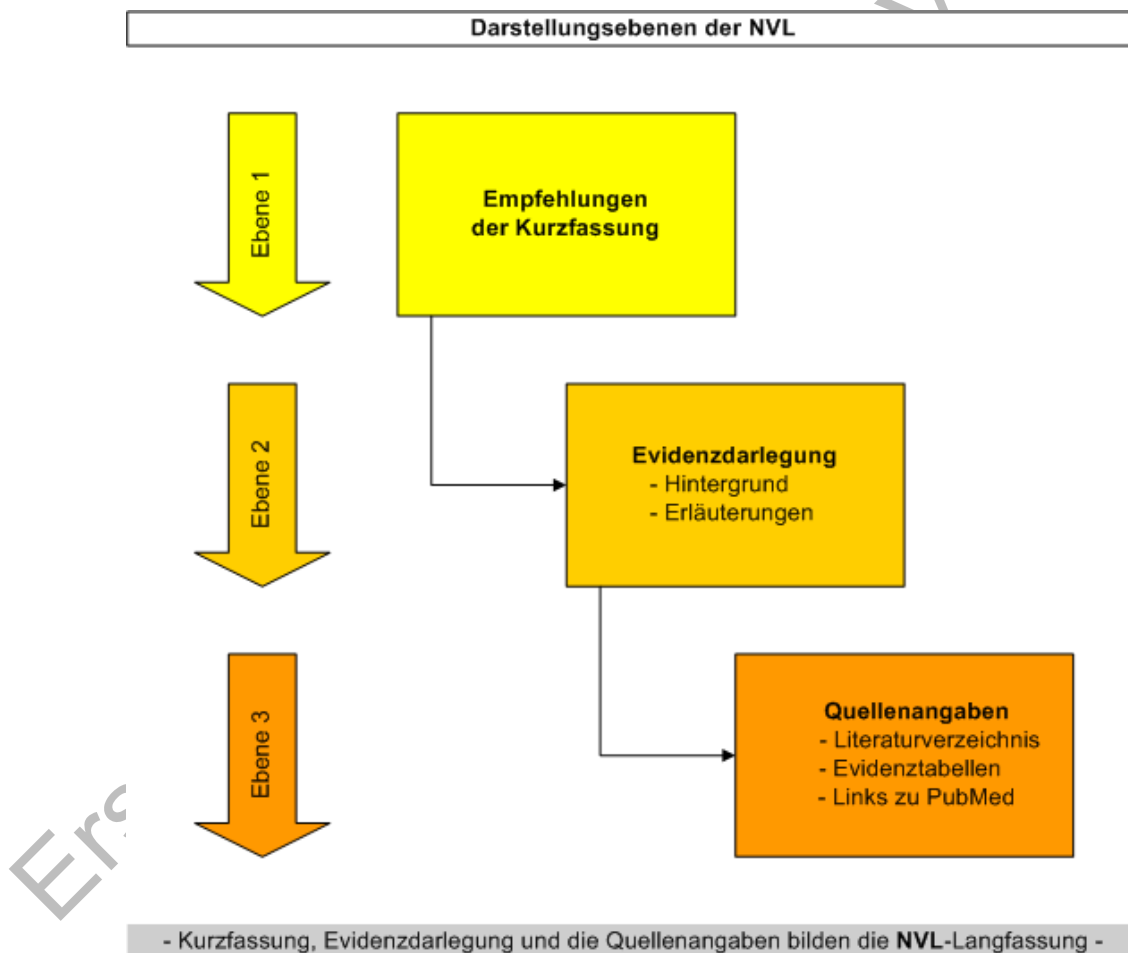 Darstellungsebenen der NVL
Ebene 1
Empfehlungen
der Kurzfassung
Ebene 2
Evidenzdarlegung
- Hintergrund
- Erläuterungen
Ebene 3
Quellenangaben
- Literaturverzeichnis
- Evidenztabellen
- Links zu PubMed
- Kurzfassung, Evidenzdarlegung und die Quellenangaben bilden die NVL-Langfassung -